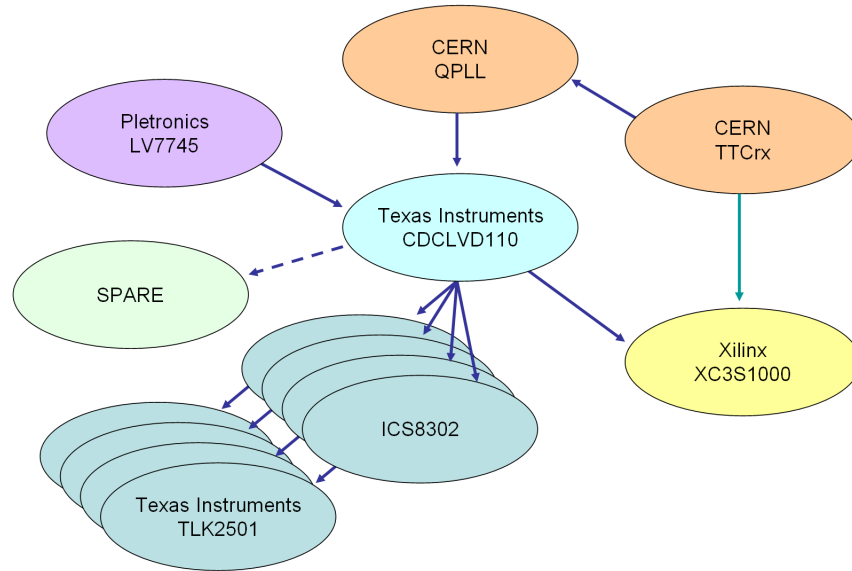 CERN
QPLL
Pletronics
LV7745
CERN
TTCrx
Texas Instruments
CDCLVD110
SPARE
Xilinx
XC3S1000
ICS8302
Texas Instruments
TLK2501